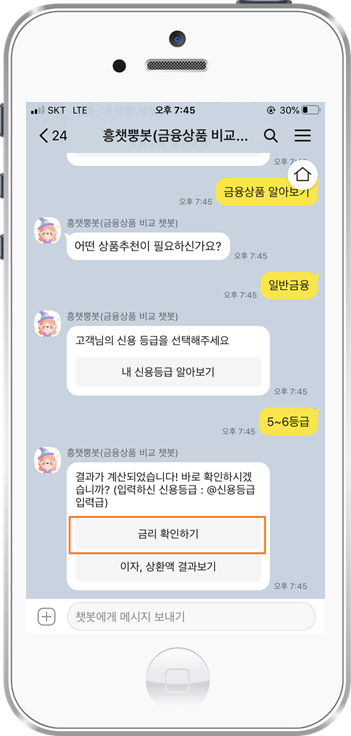 SKT LTE 오후 7:45 30%
24 흥챗뿡봇(금융상품 비교...
오후 7:45
금융상품 알아보기
오후 7:45
흥챗뿡봇(금융상품 비교 챗봇)
어떤 상품추천이 필요하신가요?
오후 7:45
일반금융
오후 7:45
흥챗뿡봇(금융상품 비교 챗봇)
고객님의 신용 등급을 선택해주세요
내 신용등급 알아보기
오후 7:45
5~6등급
오후 7:45
흥챗뿡봇(금융상품 비교 챗봇)
결과가 계산되었습니다! 바로 확인하시겠
습니까? (입력하신 신용등급 : @신용등급
입력급)
금리 확인하기
이자, 상환액 결과보기
오후 7:45
챗봇에게 메시지 보내기